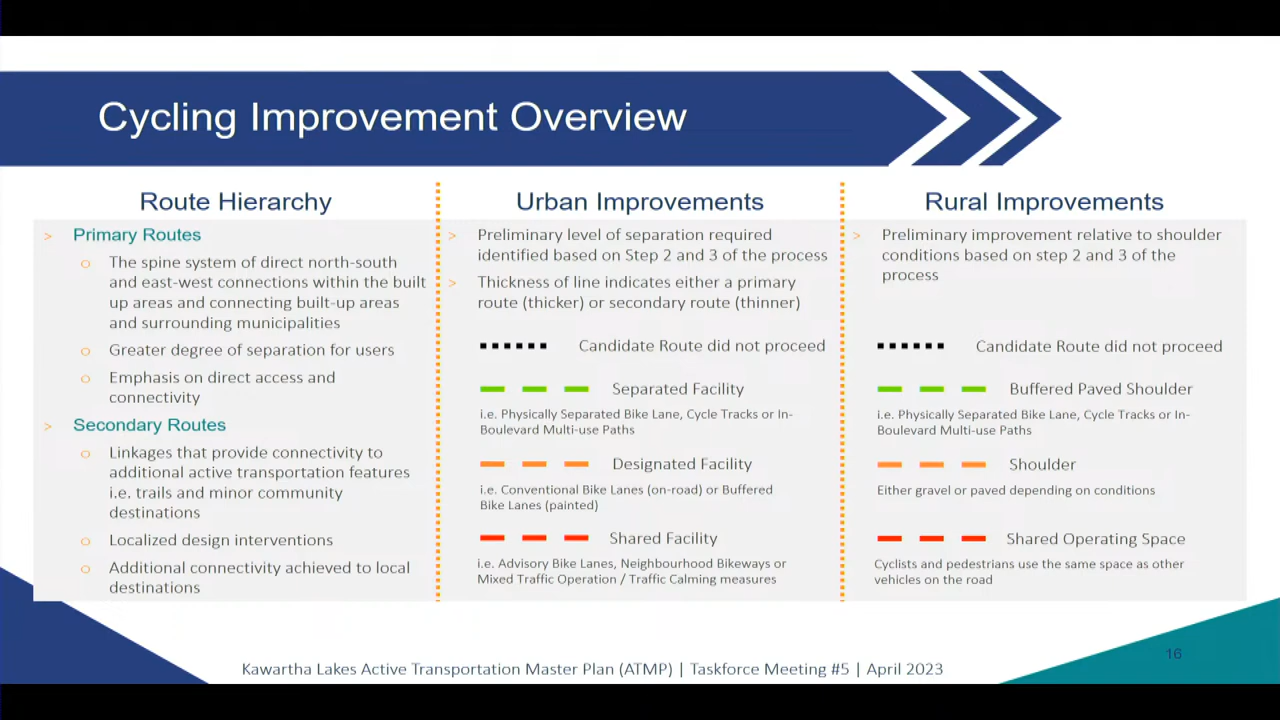 Cycling Improvement Overview
Route Hierarchy
> Primary Routes
o The spine system of direct north-south
and east-west connections within the built
up areas and connecting built-up areas
and surrounding municipalities
o Greater degree of separation for users
o Emphasis on direct access and
connectivity
> Secondary Routes
o Linkages that provide connectivity to
additional active transportation features
i.e. trails and minor community
destinations
o Localized design interventions
o Additional connectivity achieved to local
destinations
Urban Improvements
> Preliminary level of separation required
identified based on Step 2 and 3 of the process
> Thickness of line indicates either a primary
route (thicker) or secondary route (thinner)
Candidate Route did not proceed
Separated Facility
i.e. Physically Separated Bike Lane, Cycle Tracks or In-
Boulevard Multi-use Paths
Designated Facility
i.e. Conventional Bike Lanes (on-road) or Buffered
Bike Lanes (painted)
Shared Facility
i.e. Advisory Bike Lanes, Neighbourhood Bikeways or
Mixed Traffic Operation / Traffic Calming measures
Rural Improvements
> Preliminary improvement relative to shoulder
conditions based on step 2 and 3 of the
process
Candidate Route did not proceed
Buffered Paved Shoulder
i.e. Physically Separated Bike Lane, Cycle Tracks or In-
Boulevard Multi-use Paths
Shoulder
Either gravel or paved depending on conditions
Shared Operating Space
Cyclists and pedestrians use the same space as other
vehicles on the road
16
Kawartha Lakes Active Transportation Master Plan (ATMP) | Taskforce Meeting #5 | April 2023